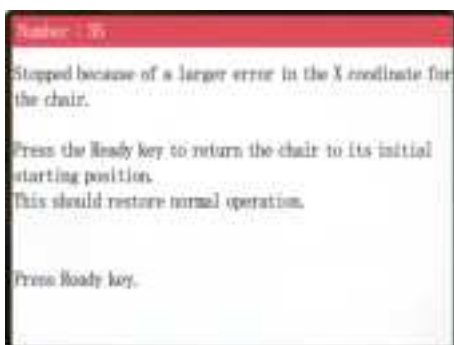 Number : 35
Stopped because of a larger error in the X coodinate for
the chair.
Press the Ready key to return the chair to its initial
starting position.
This should restore normal operation.
Press Ready key.